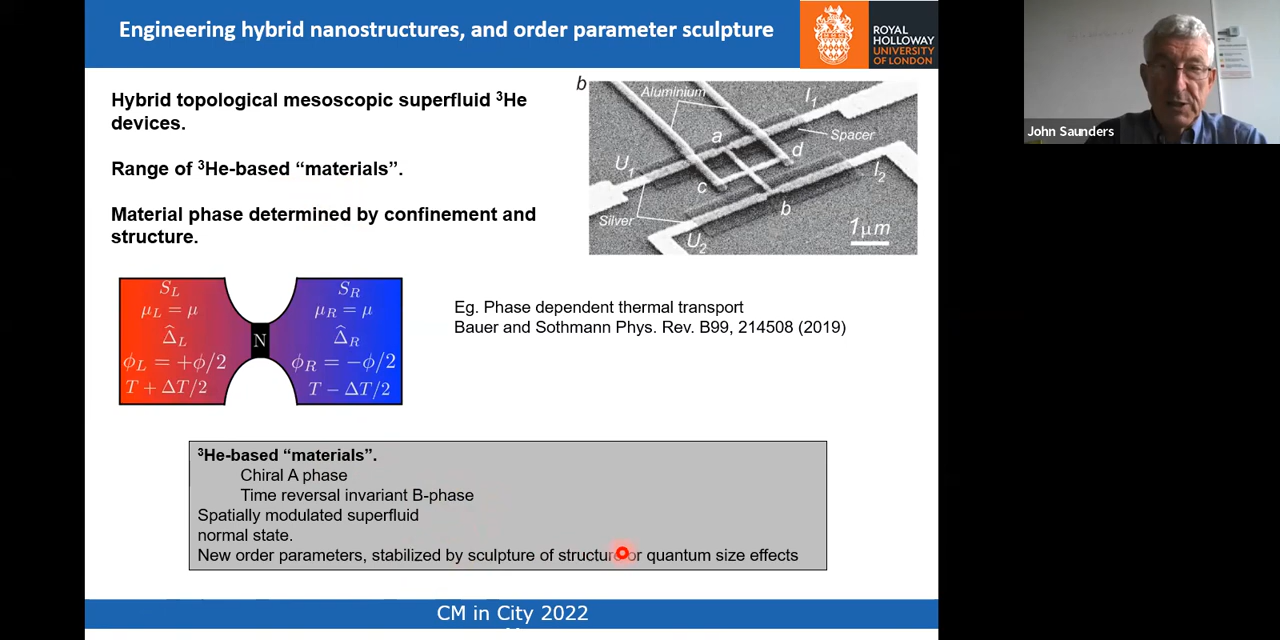 Engineering hybrid nanostructures, and order parameter sculpture
ROYAL
HOLLOWAY
UNIVERSITY
OF LONDON
John Saunders
Hybrid topological mesoscopic superfluid ³He
devices.
Range of ³He-based “materials”.
Material phase determined by confinement and
structure.
b
Aluminium
I₁
Spacer
a
d
U₁
c
I₂
b
Silver
U₂
1μm
S_L
μ_L = μ
Δ̂_L
ϕ_L = +ϕ/2
T + ΔT/2
N
S_R
μ_R = μ
Δ̂_R
ϕ_R = −ϕ/2
T − ΔT/2
Eg. Phase dependent thermal transport
Bauer and Sothmann Phys. Rev. B99, 214508 (2019)
³He-based “materials”.
Chiral A phase
Time reversal invariant B-phase
Spatially modulated superfluid
normal state.
New order parameters, stabilized by sculpture of structure or quantum size effects
CM in City 2022